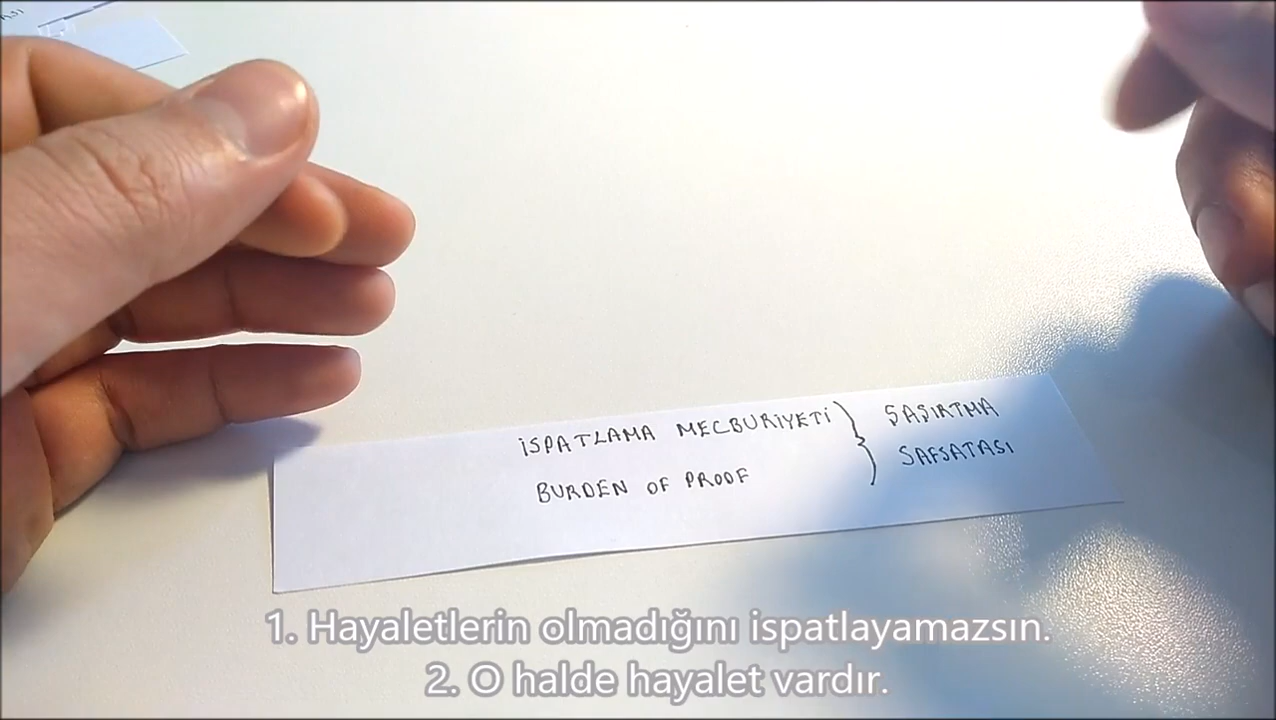 İSPATLAMA MECBURİYETİ
BURDEN OF PROOF
ŞAŞIRTMA
SAFSATASI
1. Hayaletlerin olmadığını ispatlayamazsın.
2. O halde hayalet vardır.